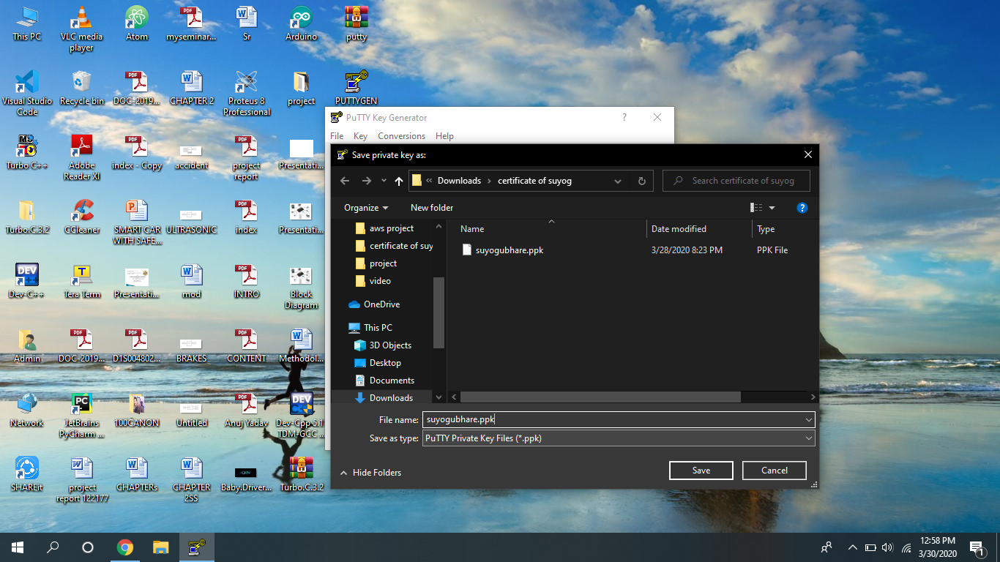 This PC
VLC media player
Atom
myseminar...
Sr
Arduino
putty
Visual Studio Code
Recycle bin
DOC-2019...
CHAPTER 2
Proteus 8 Professional
project
PUTTYGEN
Turbo C++
Adobe Reader XI
index - Copy
accident
project report
Presentati...
Turbo.C.3.2
CCleaner
SMART CAR WITH SAFE...
ULTRASONIC
index
Presentati...
Dev-C++
Tera Term
Presentati...
mod
INTRO
Block Diagram
Admin
DOC-2019...
D1S004802...
BRAKES
CONTENT
Methodol...
Network
JetBrains PyCharm ...
100CANON
Untitled
Anuj Yadav
Dev-Cpp 5.1 TDM-GCC ...
SHAREit
project report 122177
CHAPTERs
CHAPTER 2SS
Baby.Driver...
Turbo.C.3.2
PuTTY Key Generator
?
File Key Conversions Help
Save private key as:
« Downloads › certificate of suyog
Search certificate of suyog
Organize
New folder
?
aws project
certificate of suy
project
video
OneDrive
This PC
3D Objects
Desktop
Documents
Downloads
Name Date modified Type
suyogubhare.ppk 3/28/2020 8:23 PM PPK File
File name: suyogubhare.ppk
Save as type: PuTTY Private Key Files (*.ppk)
Hide Folders
Save
Cancel
12:58 PM
3/30/2020
1